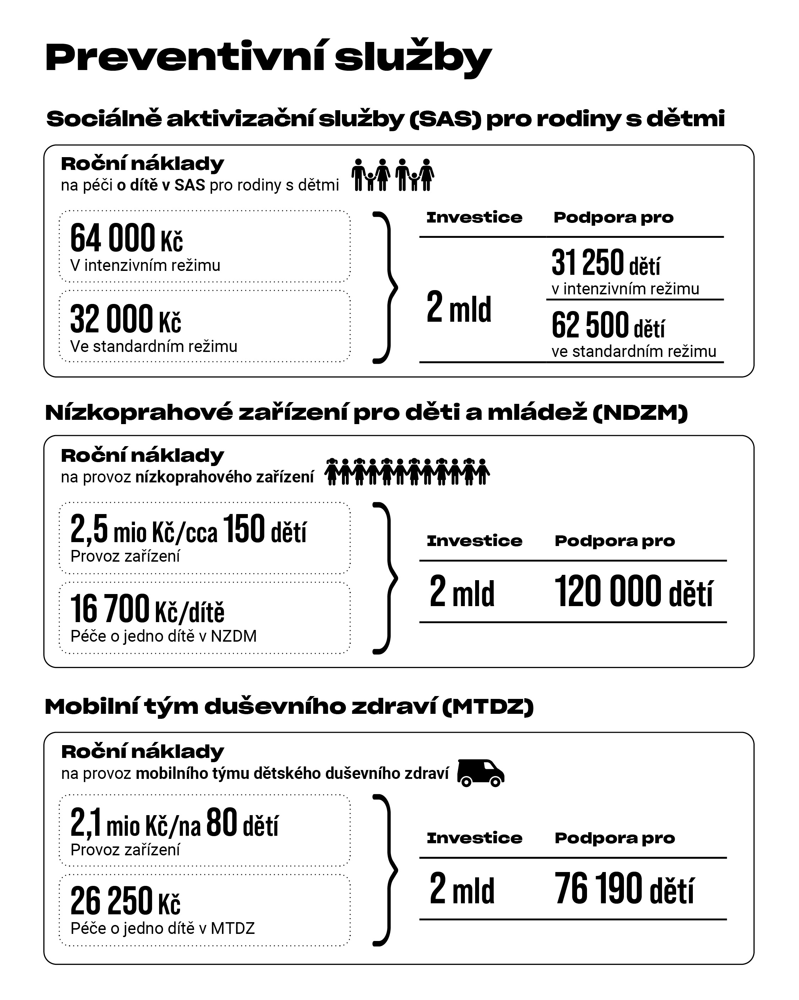 Preventivní služby
Sociálně aktivizační služby (SAS) pro rodiny s dětmi
Roční náklady
na péči o dítě v SAS pro rodiny s dětmi
64 000 Kč
V intenzivním režimu
32 000 Kč
Ve standardním režimu
Investice Podpora pro
2 mld
31 250 dětí
v intenzivním režimu
62 500 dětí
ve standardním režimu
Nízkoprahové zařízení pro děti a mládež (NDZM)
Roční náklady
na provoz nízkoprahového zařízení
2,5 mio Kč/cca 150 dětí
Provoz zařízení
16 700 Kč/dítě
Péče o jedno dítě v NZDM
Investice Podpora pro
2 mld 120 000 dětí
Mobilní tým duševního zdraví (MTDZ)
Roční náklady
na provoz mobilního týmu dětského duševního zdraví
2,1 mio Kč/na 80 dětí
Provoz zařízení
26 250 Kč
Péče o jedno dítě v MTDZ
Investice Podpora pro
2 mld 76 190 dětí